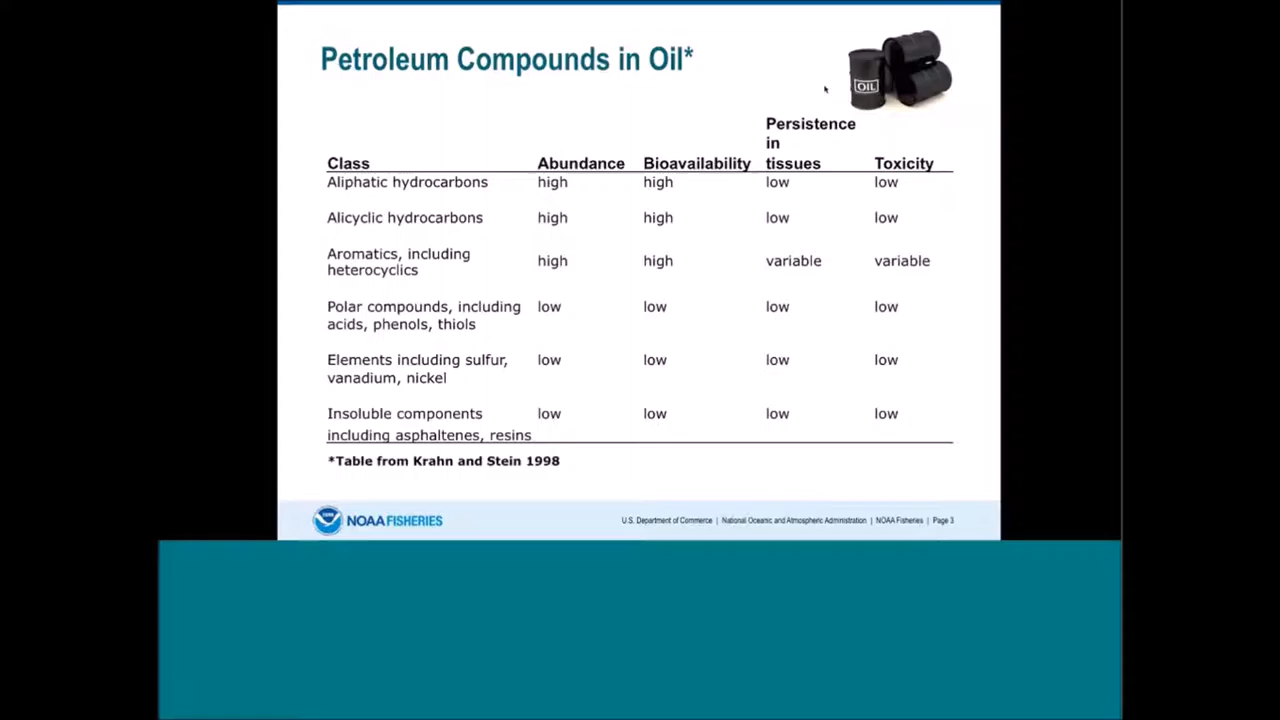 Petroleum Compounds in Oil*
OIL
Persistence
in
Class Abundance Bioavailability tissues Toxicity
Aliphatic hydrocarbons high high low low
Alicyclic hydrocarbons high high low low
Aromatics, including
heterocyclics high high variable variable
Polar compounds, including low low low low
acids, phenols, thiols
Elements including sulfur, low low low low
vanadium, nickel
Insoluble components low low low low
including asphaltenes, resins
*Table from Krahn and Stein 1998
NOAA FISHERIES
U.S. Department of Commerce | National Oceanic and Atmospheric Administration | NOAA Fisheries | Page 3